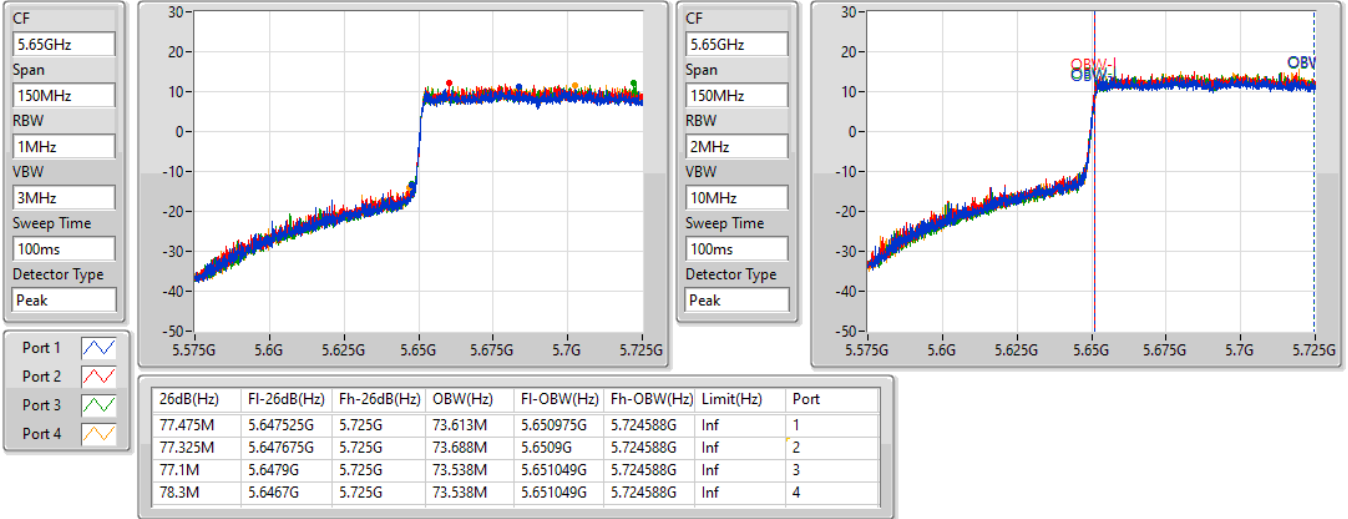 CF
5.65GHz
Span
150MHz
RBW
1MHz
VBW
3MHz
Sweep Time
100ms
Detector Type
Peak
30
20
10
0
-10
-20
-30
-40
-50
5.575G 5.6G 5.625G 5.65G 5.675G 5.7G 5.725G
CF
5.65GHz
Span
150MHz
RBW
2MHz
VBW
10MHz
Sweep Time
100ms
Detector Type
Peak
30
20
10
0
-10
-20
-30
-40
-50
OBW-
OBW-
OBW
5.575G 5.6G 5.625G 5.65G 5.675G 5.7G 5.725G
Port 1
Port 2
Port 3
Port 4
26dB(Hz) Fl-26dB(Hz) Fh-26dB(Hz) OBW(Hz) Fl-OBW(Hz) Fh-OBW(Hz) Limit(Hz) Port
77.475M 5.647525G 5.725G 73.613M 5.650975G 5.724588G Inf 1
77.325M 5.647675G 5.725G 73.688M 5.6509G 5.724588G Inf 2
77.1M 5.6479G 5.725G 73.538M 5.651049G 5.724588G Inf 3
78.3M 5.6467G 5.725G 73.538M 5.651049G 5.724588G Inf 4